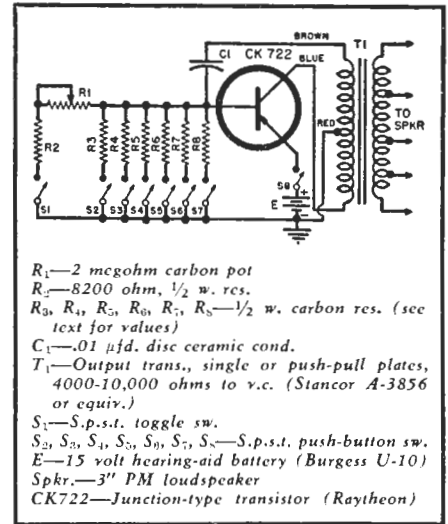 BROWN
T1
C1
CK 722
BLUE
R1
RED
TO
SPKR
R2
R3
R4
R5
R6
R7
R8
S8
+
E
−
S1
S2
S3
S4
S5
S6
S7
R₁—2 megohm carbon pot
R₂—8200 ohm, ½ w. res.
R₃, R₄, R₅, R₆, R₇, R₈—½ w. carbon res. (see
text for values)
C₁—.01 µfd. disc ceramic cond.
T₁—Output trans., single or push-pull plates,
4000-10,000 ohms to v.c. (Stancor A-3856
or equiv.)
S₁—S.p.s.t. toggle sw.
S₂, S₃, S₄, S₅, S₆, S₇, S₈—S.p.s.t. push-button sw.
E—15 volt hearing-aid battery (Burgess U-10)
Spkr.—3" PM loudspeaker
CK722—Junction-type transistor (Raytheon)